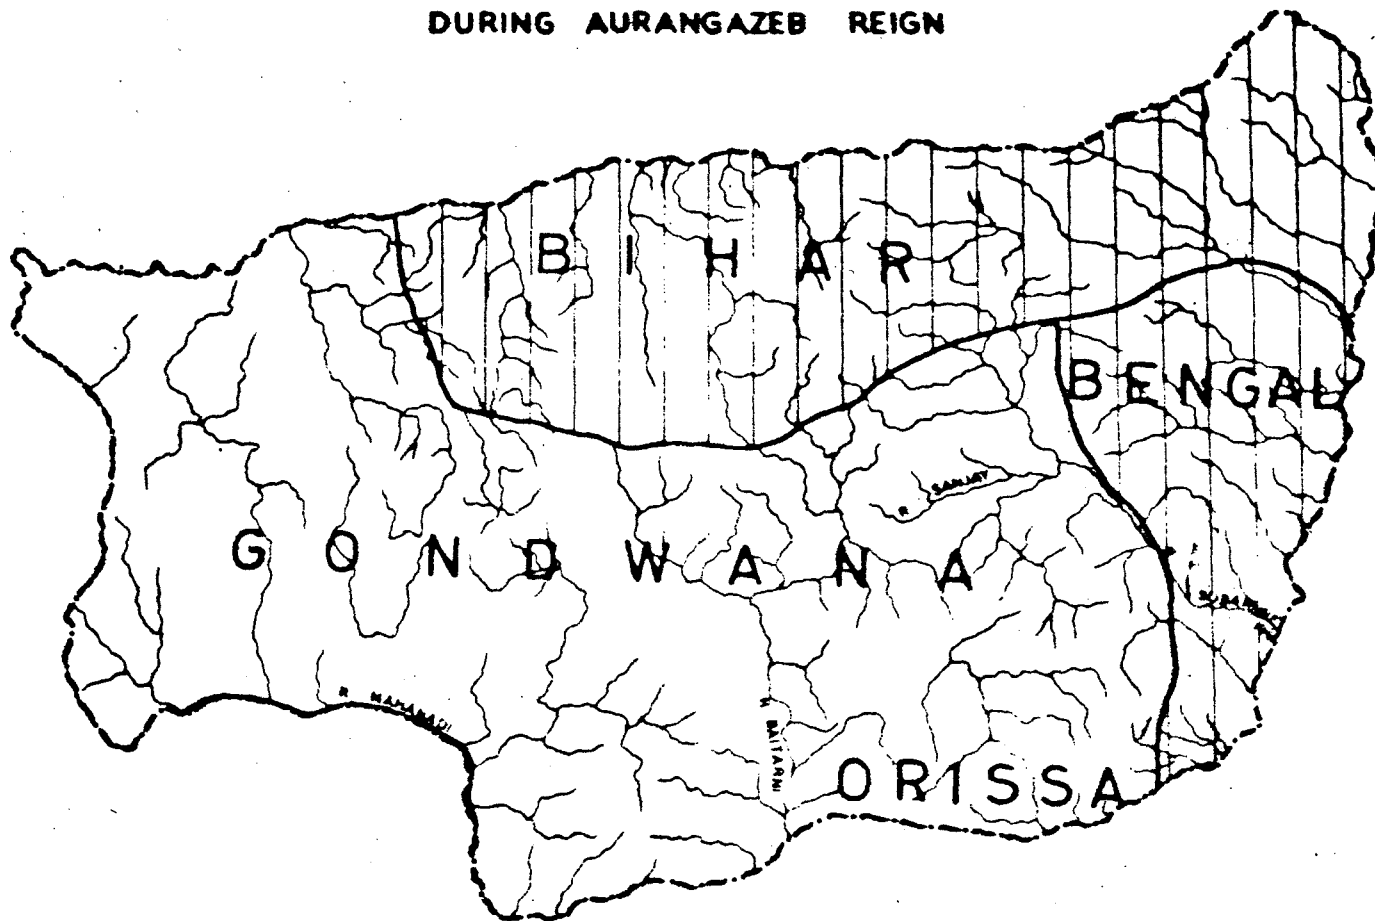 DURING AURANGAZEB REIGN
BIHAR
BENGAL
R SANJAY
GONDWANA
R MAHANADI
R BAITARNI
ORISSA